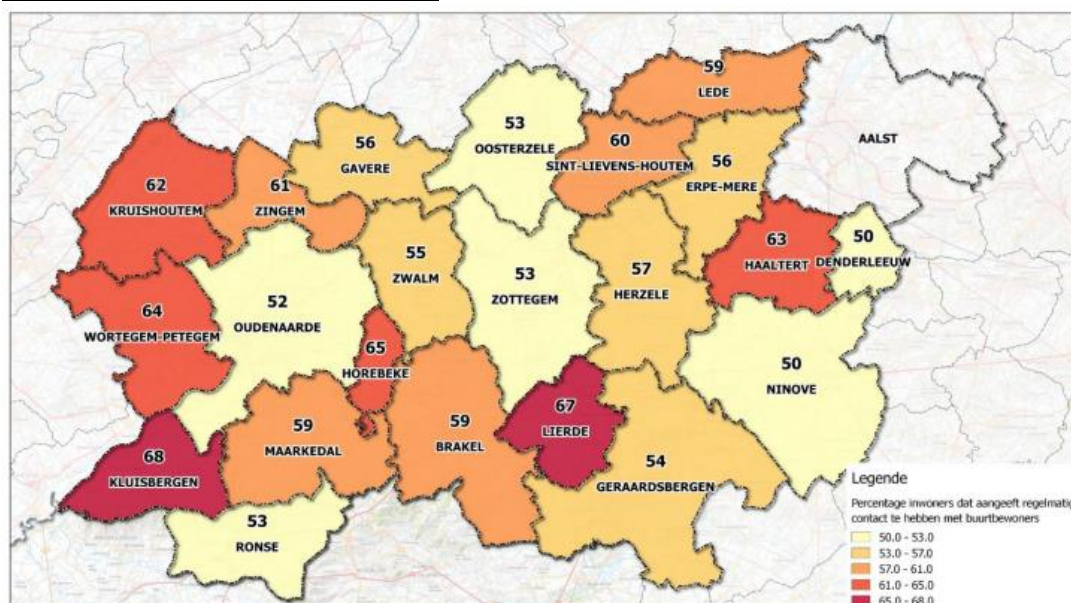 59
LEDE
53
OOSTERZELE
60
SINT-LIEVENS-HOUTEM
56
GAVERE
56
ERPE-MERE
AALST
62
KRUISHOUTEM
61
ZINGEM
63
HAALTERT
50
DENDERLEEUW
55
ZWALM
53
ZOTTEGEM
57
HERZELE
52
OUDENAARDE
64
WORTEGEM-PETEGEM
65
HOREBEKE
50
NINOVE
67
LIERDE
59
MAARKEDAL
59
BRAKEL
68
KLUISBERGEN
54
GERAARDSBERGEN
53
RONSE
Legende
Percentage inwoners dat aangeeft regelmatig
contact te hebben met buurtbewoners
50.0 - 53.0
53.0 - 57.0
57.0 - 61.0
61.0 - 65.0
65.0 - 68.0